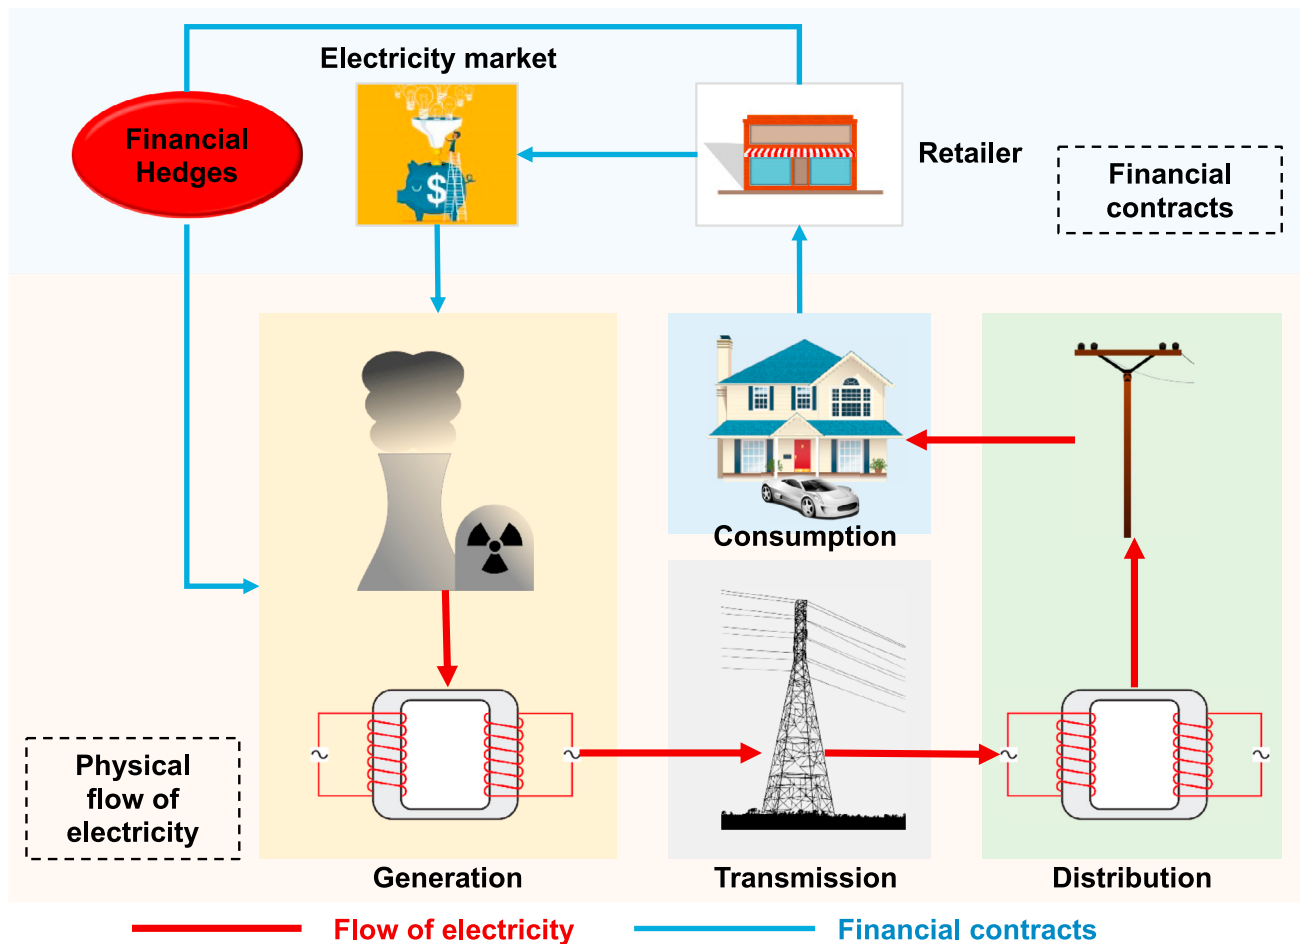 Electricity market
Financial
Hedges
$
Retailer
Financial
contracts
Consumption
Physical
flow of
electricity
~
~
~
~
Generation
Transmission
Distribution
Flow of electricity
Financial contracts